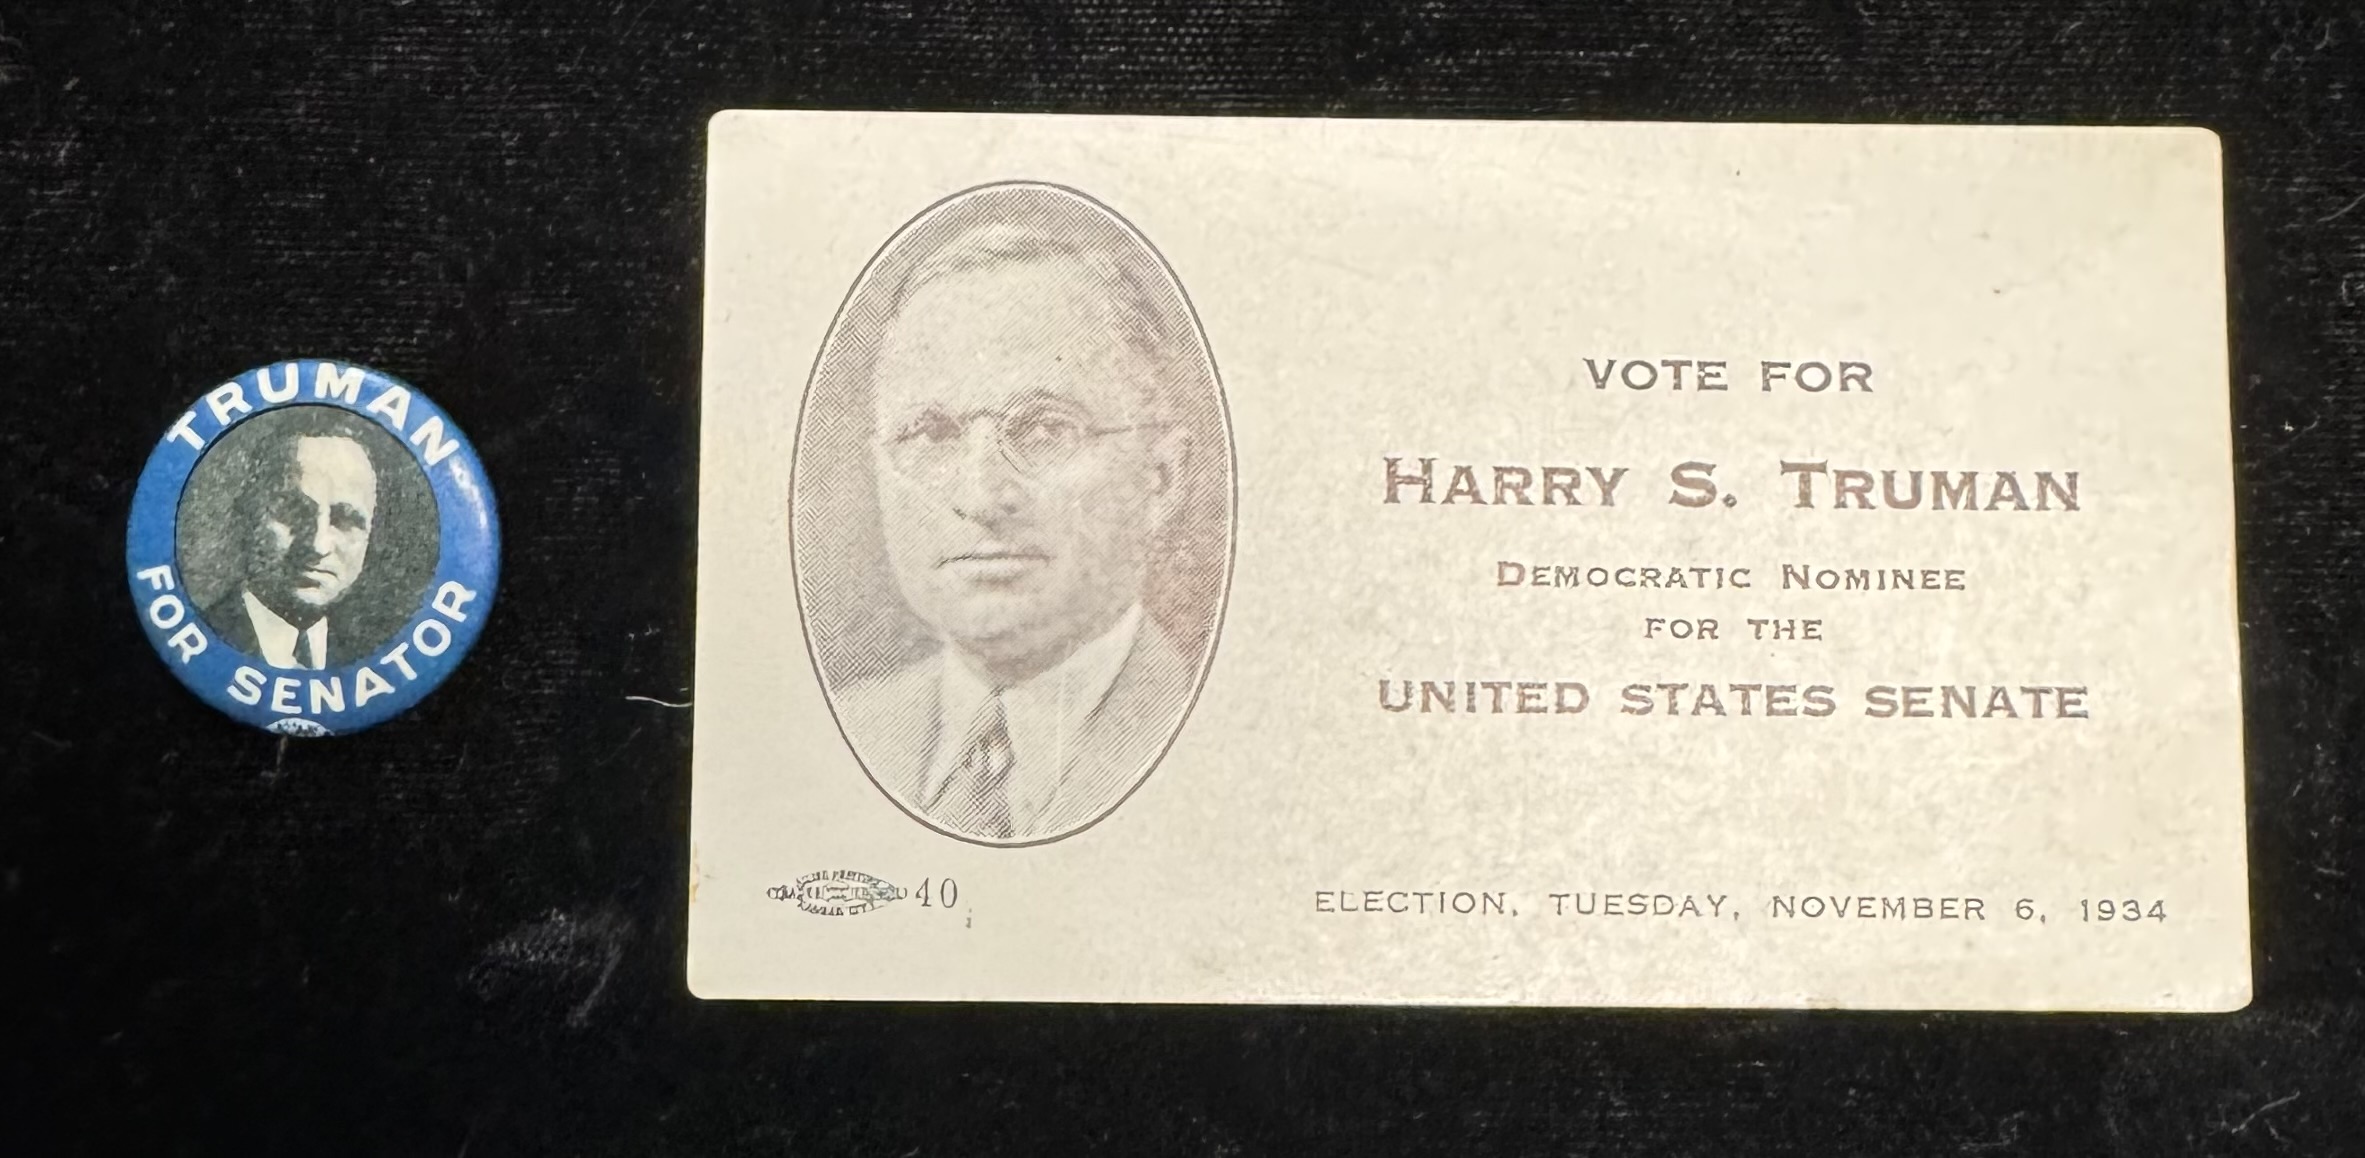 TRUMAN
FOR SENATOR
VOTE FOR
HARRY S. TRUMAN
DEMOCRATIC NOMINEE
FOR THE
UNITED STATES SENATE
40
ELECTION, TUESDAY, NOVEMBER 6, 1934